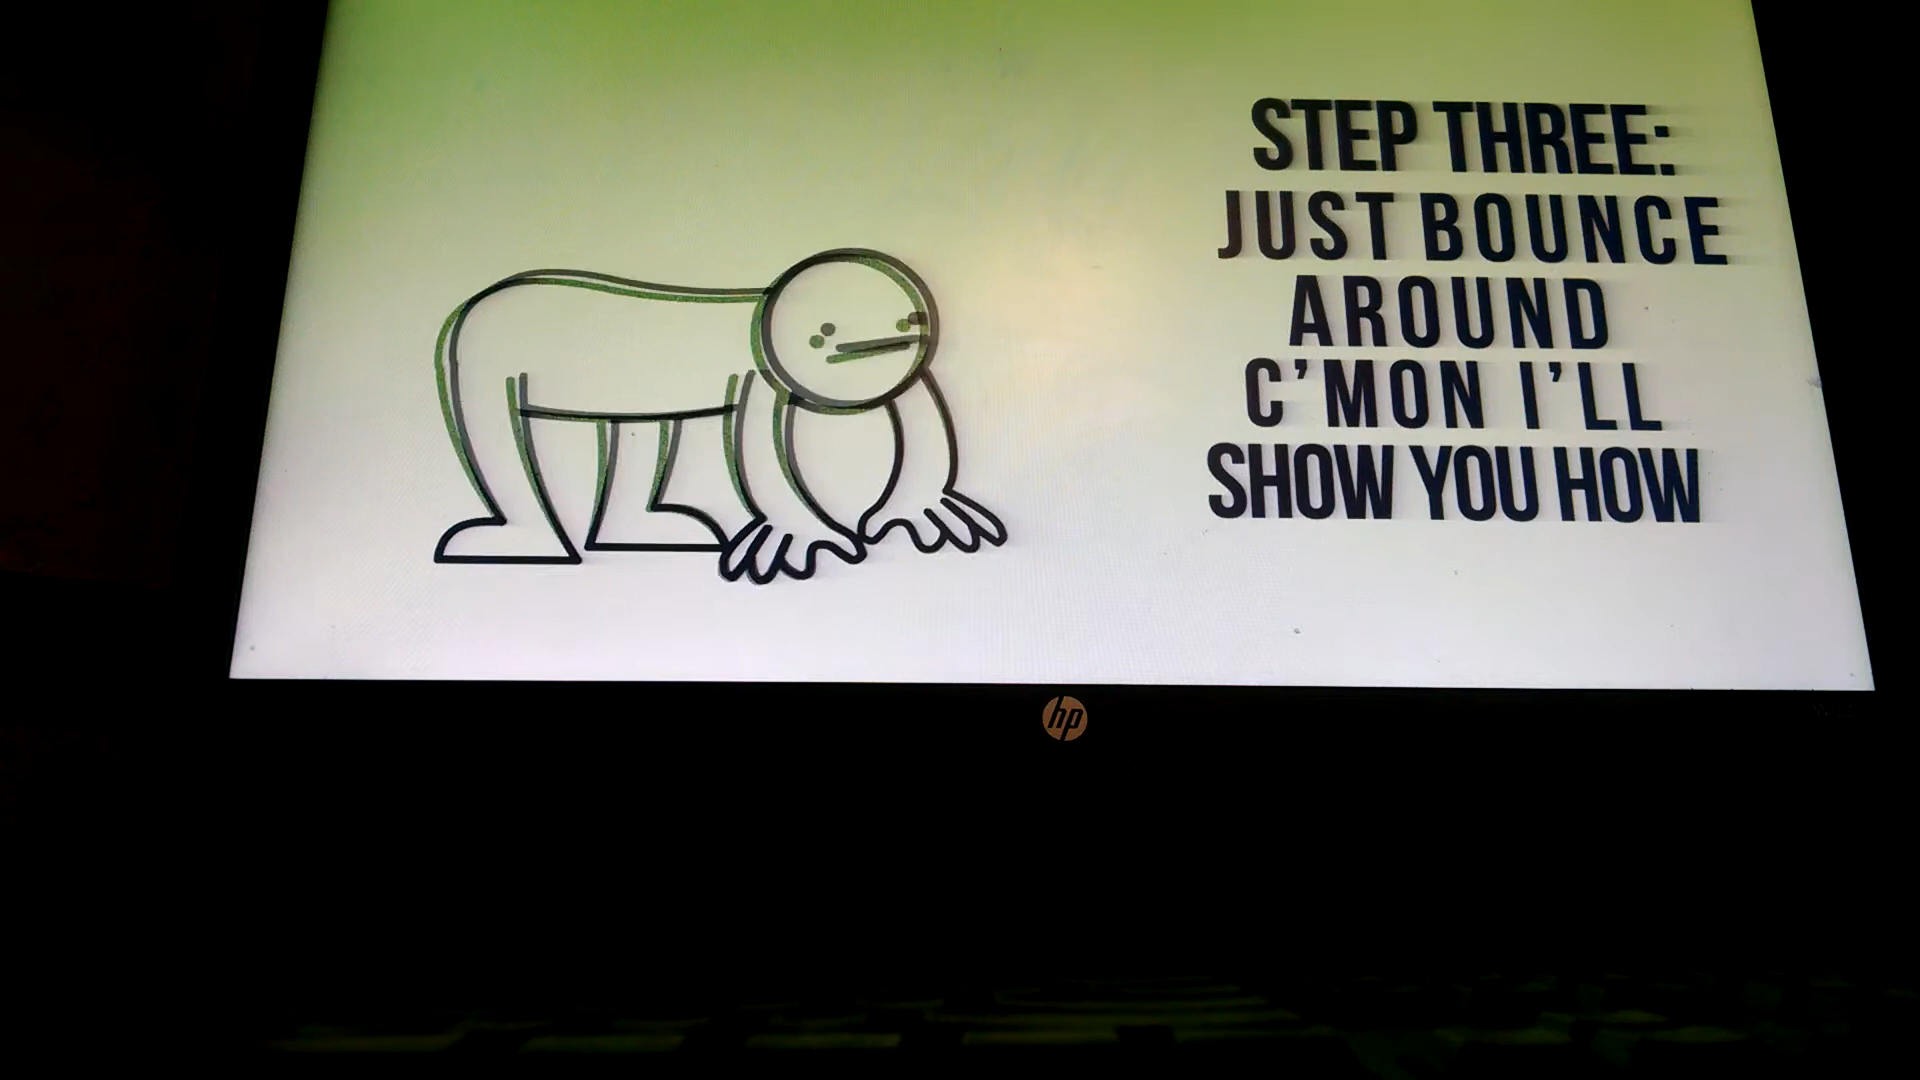 STEP THREE:
JUST BOUNCE
AROUND
C'MON I'LL
SHOW YOU HOW
hp